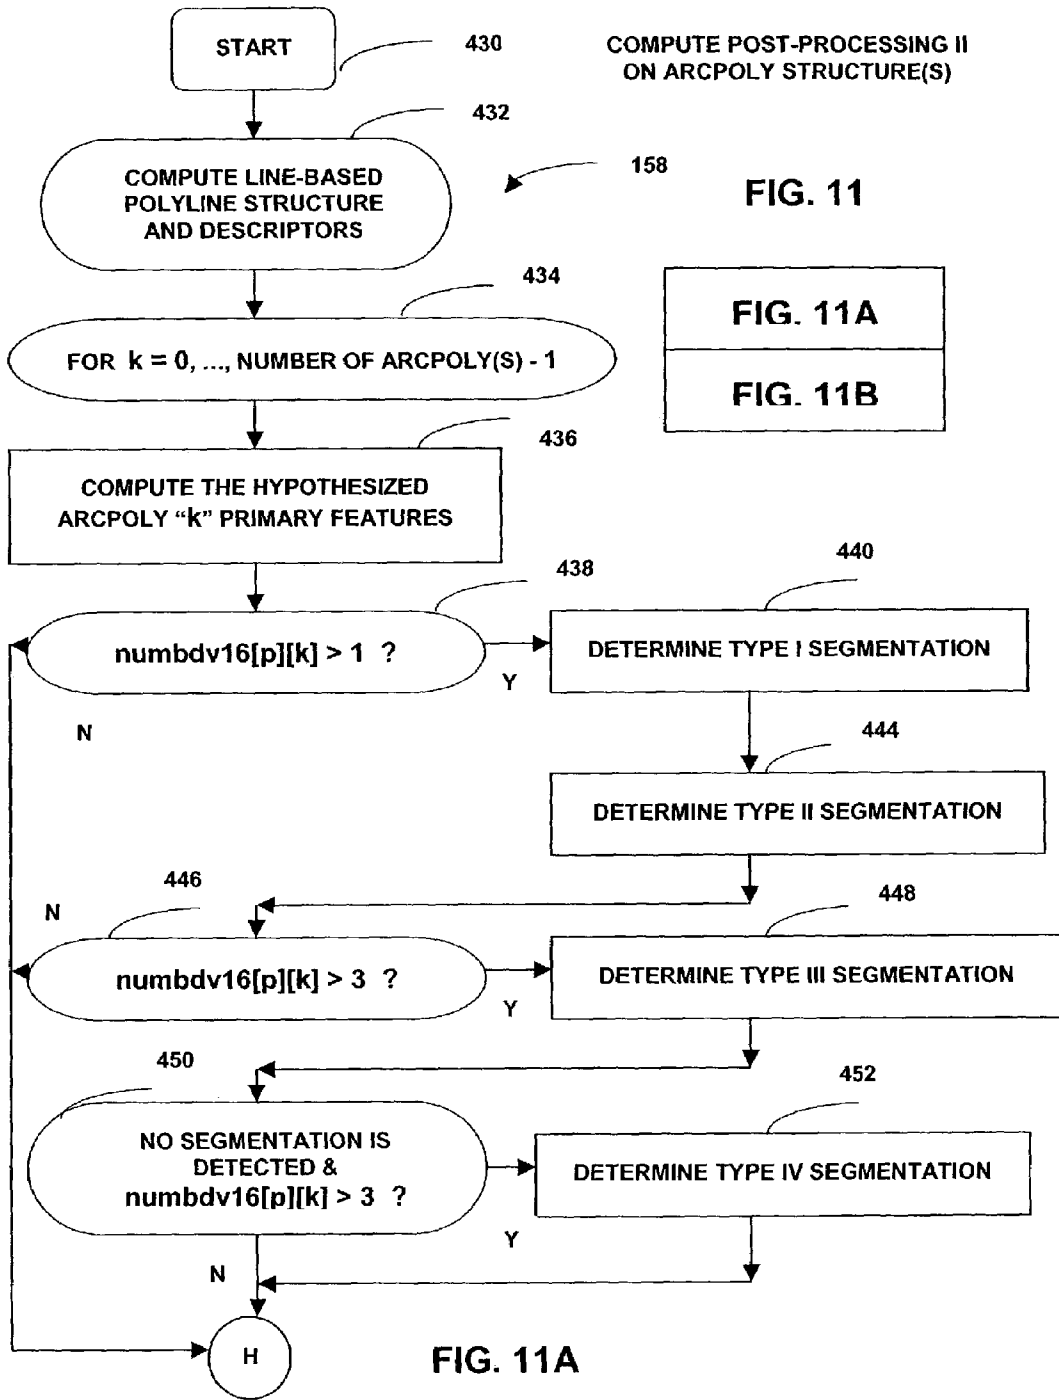 START
430
COMPUTE POST-PROCESSING II
ON ARCPOLY STRUCTURE(S)
432
COMPUTE LINE-BASED
POLYLINE STRUCTURE
AND DESCRIPTORS
158
FIG. 11
434
FIG. 11A
FOR k = 0, ..., NUMBER OF ARCPOLY(S) - 1
FIG. 11B
436
COMPUTE THE HYPOTHESIZED
ARCPOLY "k" PRIMARY FEATURES
440
438
numbdv16[p][k] > 1 ?
DETERMINE TYPE I SEGMENTATION
Y
N
444
DETERMINE TYPE II SEGMENTATION
446
N
448
numbdv16[p][k] > 3 ?
DETERMINE TYPE III SEGMENTATION
Y
450
452
NO SEGMENTATION IS
DETECTED &
numbdv16[p][k] > 3 ?
DETERMINE TYPE IV SEGMENTATION
Y
N
H
FIG. 11A